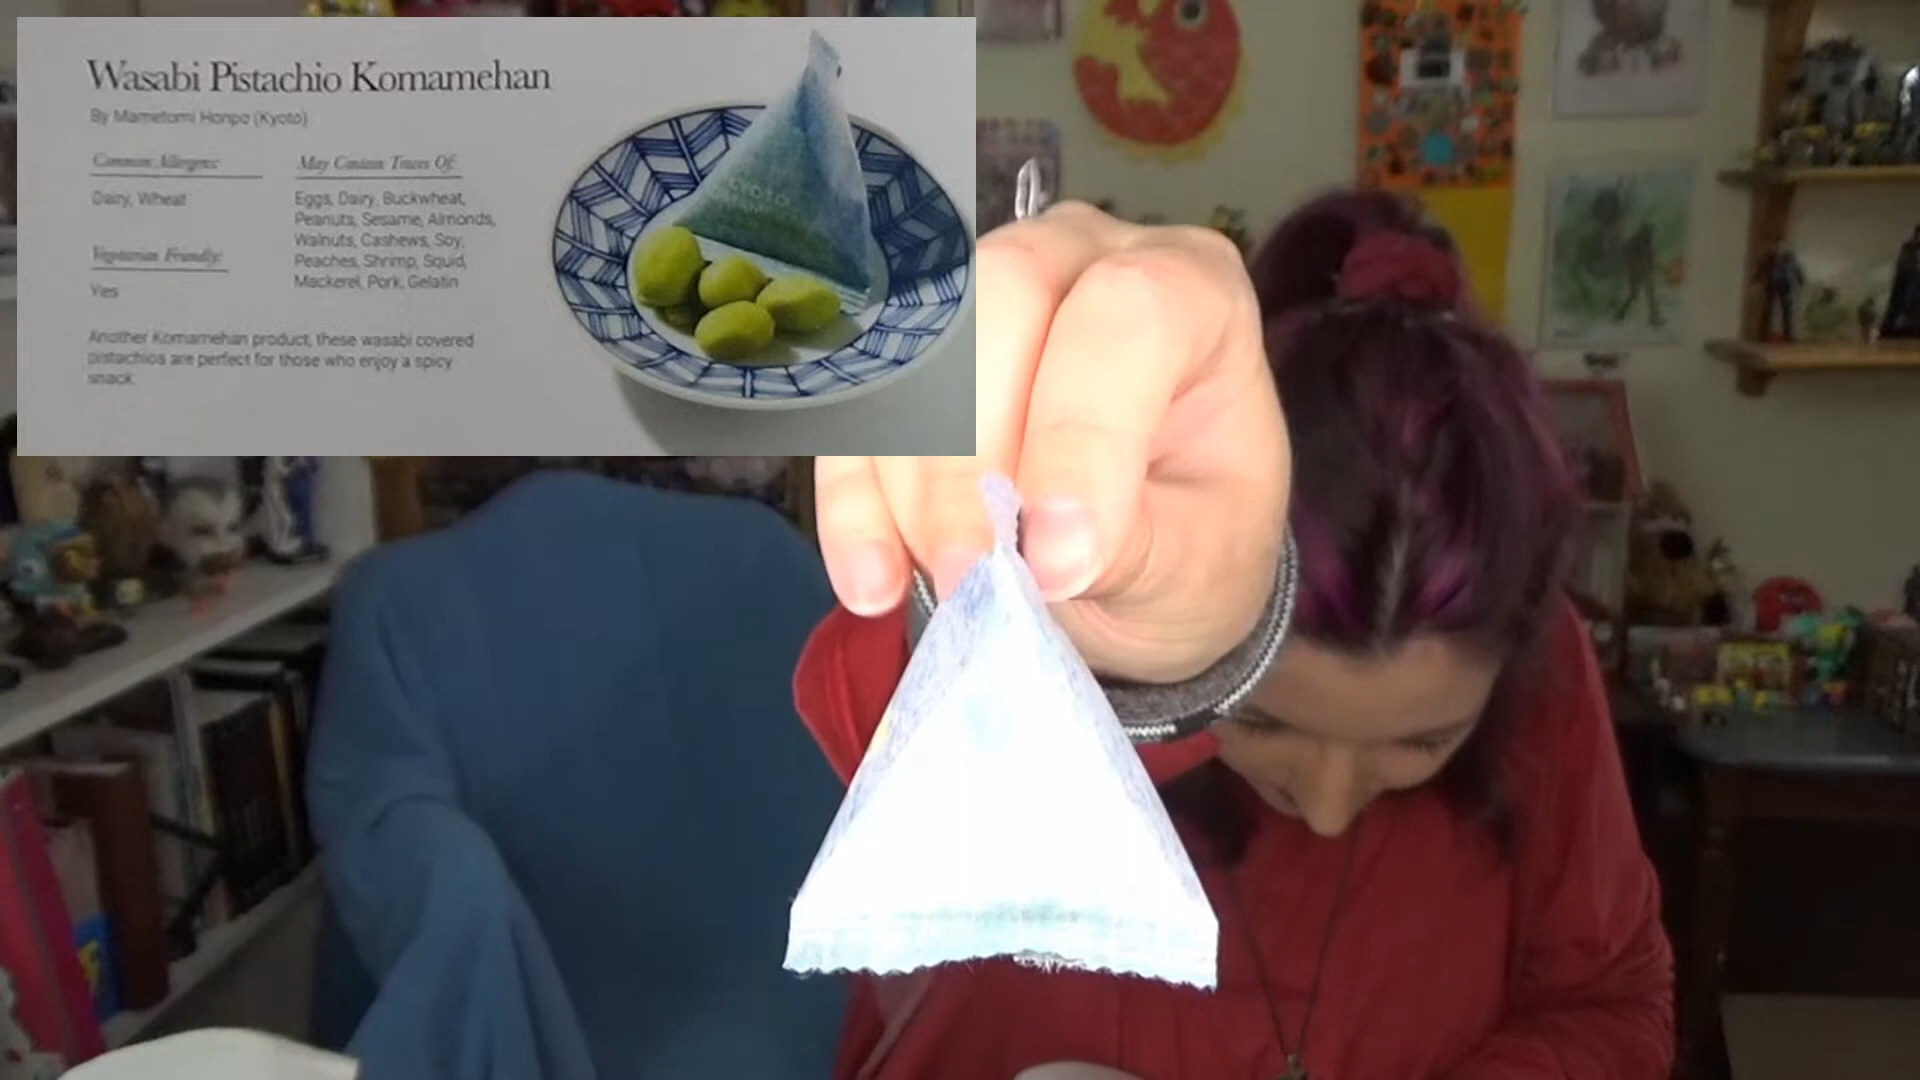 Wasabi Pistachio Komamehan
By Mametomi Honpo (Kyoto)
Common Allergens:
Dairy, Wheat
Vegetarian Friendly:
Yes
May Contain Traces Of:
Eggs, Dairy, Buckwheat,
Peanuts, Sesame, Almonds,
Walnuts, Cashews, Soy,
Peaches, Shrimp, Squid,
Mackerel, Pork, Gelatin
Another Komamehan product, these wasabi covered
pistachios are perfect for those who enjoy a spicy
snack.
KYOTO